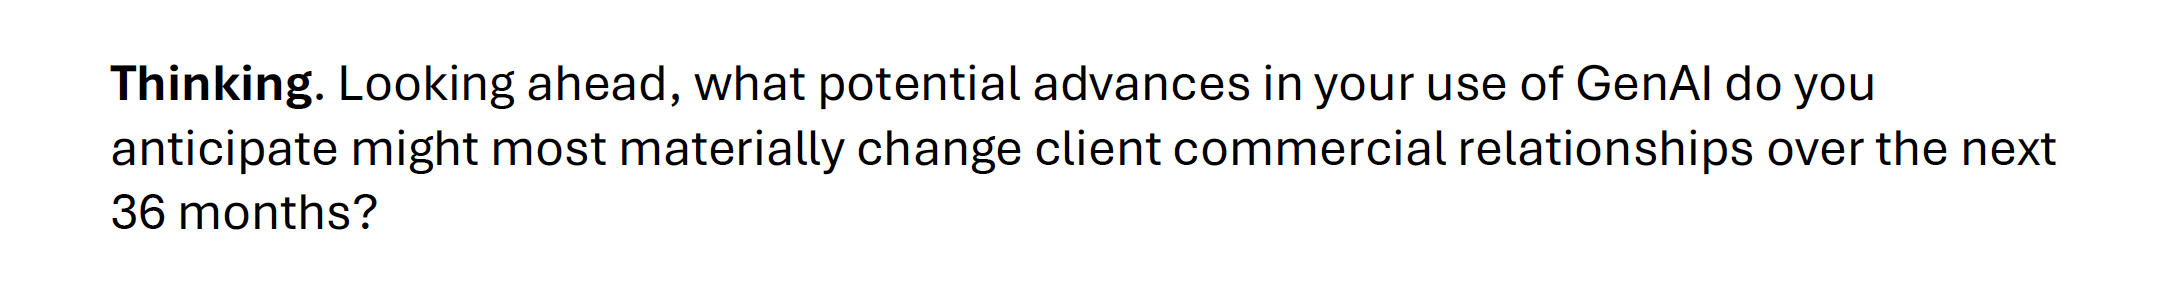 Thinking. Looking ahead, what potential advances in your use of GenAI do you
anticipate might most materially change client commercial relationships over the next
36 months?